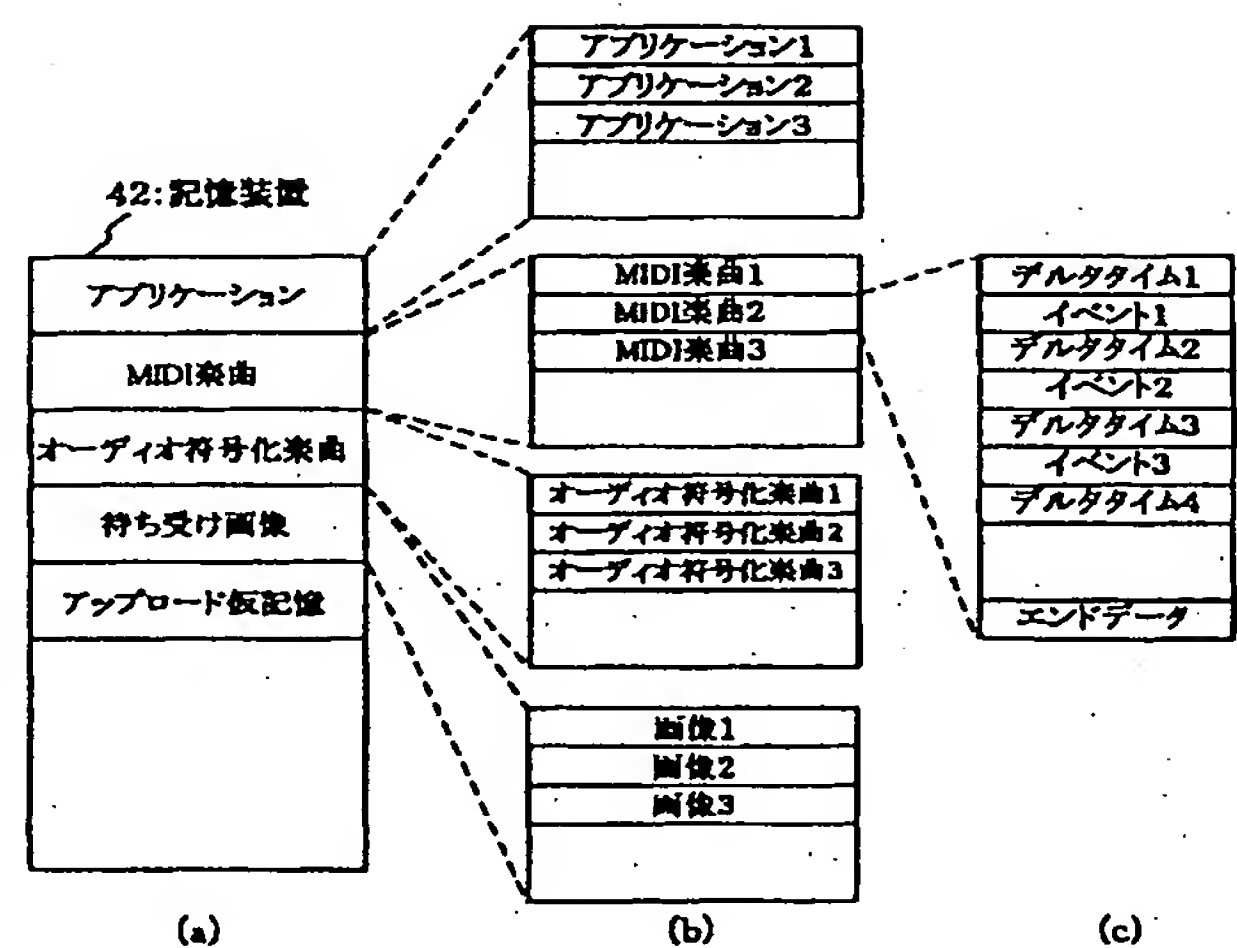 42:記憶装置
アプリケーション
MIDI楽曲
オーディオ符号化楽曲
待ち受け画像
アップロード仮記憶
(a)
アプリケーション1
アプリケーション2
アプリケーション3
MIDI楽曲1
MIDI楽曲2
MIDI楽曲3
オーディオ符号化楽曲1
オーディオ符号化楽曲2
オーディオ符号化楽曲3
画像1
画像2
画像3
(b)
デルタタイム1
イベント1
デルタタイム2
イベント2
デルタタイム3
イベント3
デルタタイム4
エンドデータ
(c)